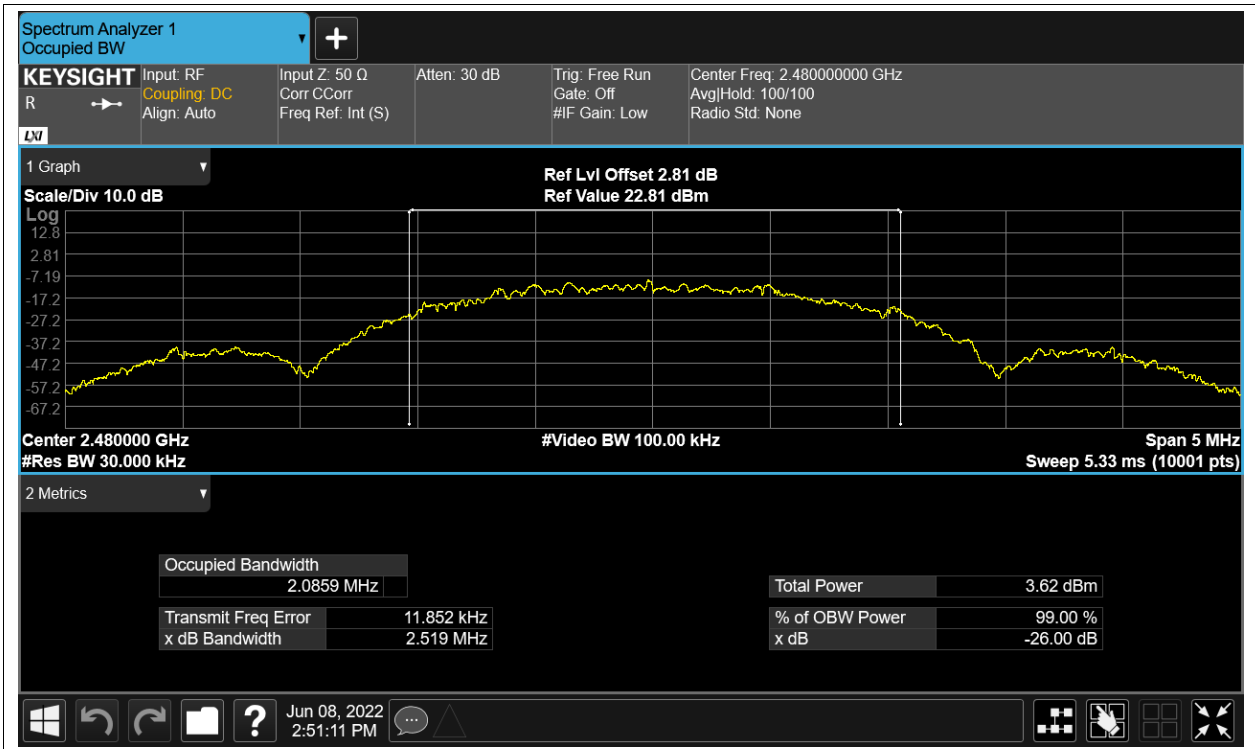 Spectrum Analyzer 1
Occupied BW
KEYSIGHT
R
LXI
Input: RF
Coupling: DC
Align: Auto
Input Z: 50 Ω
Corr CCorr
Freq Ref: Int (S)
Atten: 30 dB
Trig: Free Run
Gate: Off
#IF Gain: Low
Center Freq: 2.480000000 GHz
Avg|Hold: 100/100
Radio Std: None
1 Graph
Scale/Div 10.0 dB
Ref Lvl Offset 2.81 dB
Ref Value 22.81 dBm
Log
12.8
2.81
-7.19
-17.2
-27.2
-37.2
-47.2
-57.2
-67.2
Center 2.480000 GHz
#Res BW 30.000 kHz
#Video BW 100.00 kHz
Span 5 MHz
Sweep 5.33 ms (10001 pts)
2 Metrics
Occupied Bandwidth
2.0859 MHz
Transmit Freq Error 11.852 kHz
x dB Bandwidth 2.519 MHz
Total Power 3.62 dBm
% of OBW Power 99.00 %
x dB -26.00 dB
?
Jun 08, 2022
2:51:11 PM